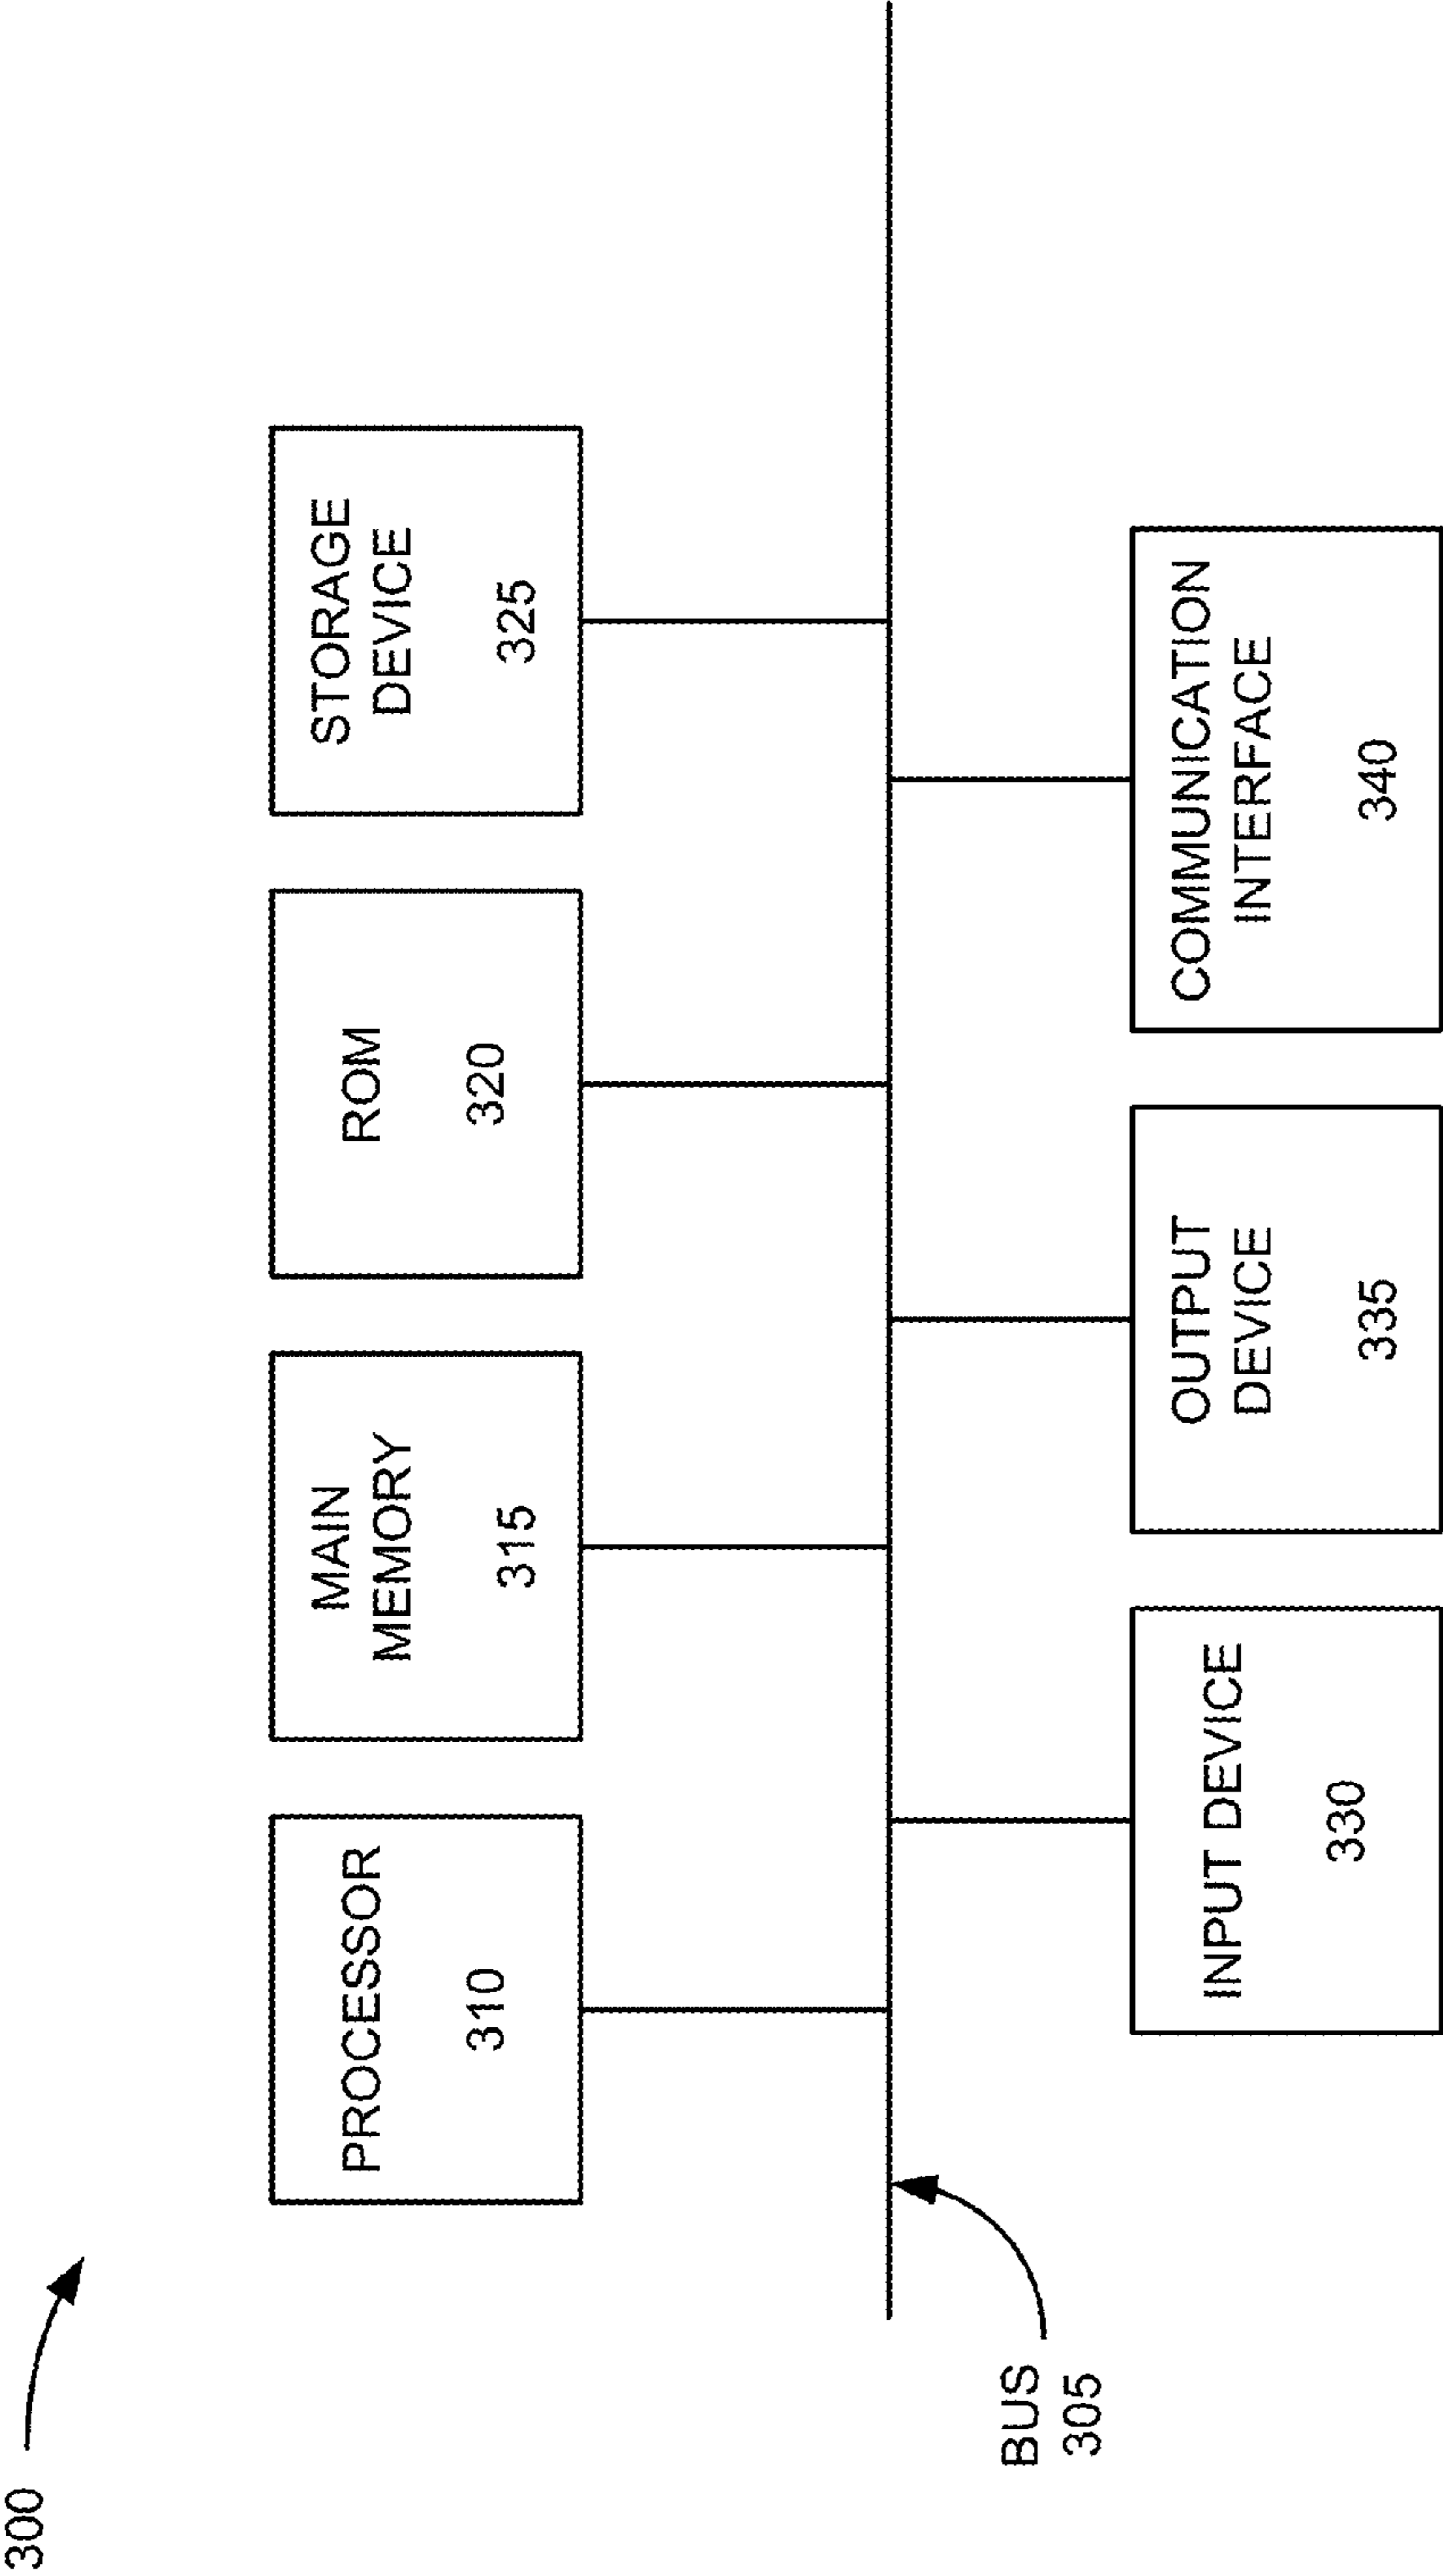 300
PROCESSOR
310
MAIN
MEMORY
315
ROM
320
STORAGE
DEVICE
325
BUS
305
INPUT DEVICE
330
OUTPUT
DEVICE
335
COMMUNICATION
INTERFACE
340